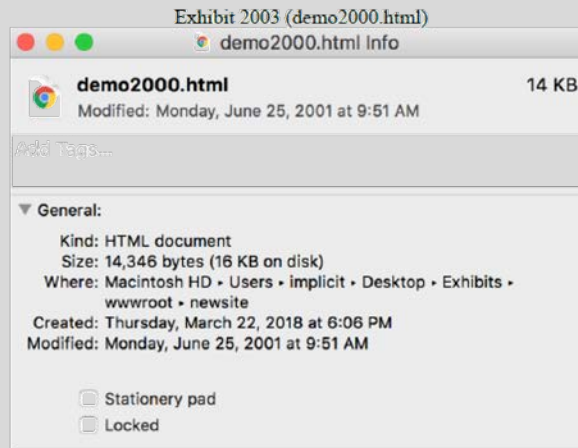 Exhibit 2003 (demo2000.html)
demo2000.html Info
demo2000.html 14 KB
Modified: Monday, June 25, 2001 at 9:51 AM
Add Tags...
General:
Kind: HTML document
Size: 14,346 bytes (16 KB on disk)
Where: Macintosh HD ▸ Users ▸ implicit ▸ Desktop ▸ Exhibits ▸
wwwroot ▸ newsite
Created: Thursday, March 22, 2018 at 6:06 PM
Modified: Monday, June 25, 2001 at 9:51 AM
Stationery pad
Locked